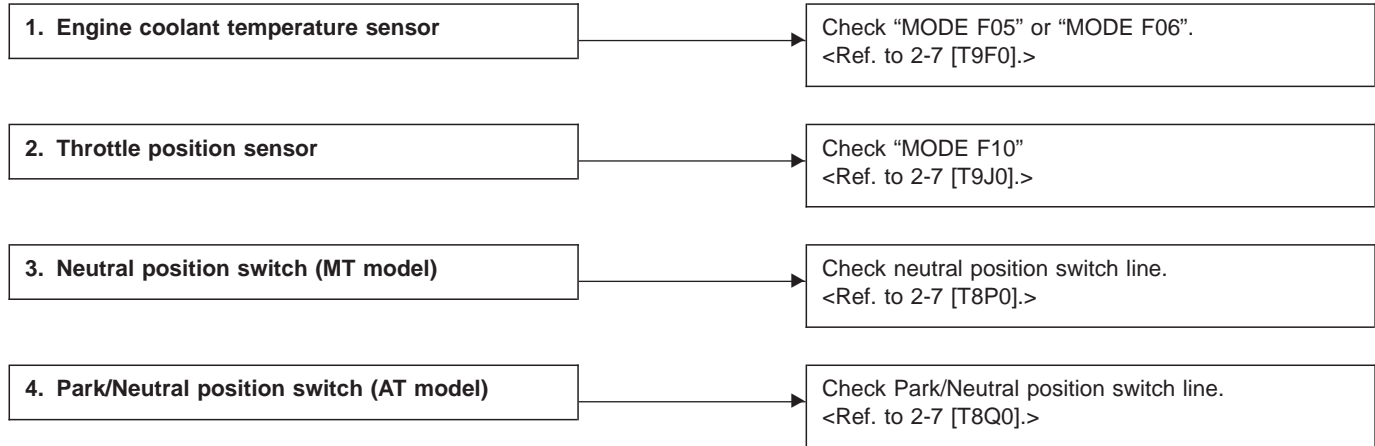 1. Engine coolant temperature sensor
Check “MODE F05” or “MODE F06”.
<Ref. to 2-7 [T9F0].>
2. Throttle position sensor
Check “MODE F10”
<Ref. to 2-7 [T9J0].>
3. Neutral position switch (MT model)
Check neutral position switch line.
<Ref. to 2-7 [T8P0].>
4. Park/Neutral position switch (AT model)
Check Park/Neutral position switch line.
<Ref. to 2-7 [T8Q0].>